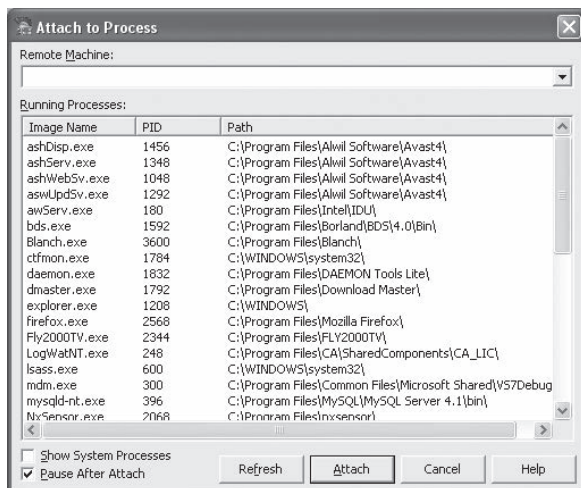 Attach to Process
Remote Machine:
Running Processes:
Image Name PID Path
ashDisp.exe 1456 C:\Program Files\Alwil Software\Avast4\
ashServ.exe 1348 C:\Program Files\Alwil Software\Avast4\
ashWebSv.exe 1048 C:\Program Files\Alwil Software\Avast4\
aswUpdSv.exe 1292 C:\Program Files\Alwil Software\Avast4\
awServ.exe 180 C:\Program Files\Intel\IDU\
bds.exe 1592 C:\Program Files\Borland\BDS\4.0\Bin\
Blanch.exe 3600 C:\Program Files\Blanch\
ctfmon.exe 1784 C:\WINDOWS\system32\
daemon.exe 1832 C:\Program Files\DAEMON Tools Lite\
dmaster.exe 1792 C:\Program Files\Download Master\
explorer.exe 1208 C:\WINDOWS\
firefox.exe 2568 C:\Program Files\Mozilla Firefox\
Fly2000TV.exe 2344 C:\Program Files\FLY2000TV\
LogWatNT.exe 248 C:\Program Files\CA\SharedComponents\CA_LIC\
lsass.exe 600 C:\WINDOWS\system32\
mdm.exe 300 C:\Program Files\Common Files\Microsoft Shared\VS7Debug
mysqld-nt.exe 396 C:\Program Files\MySQL\MySQL Server 4.1\bin\
NxSensor.exe 2068 C:\Program Files\nxsensor\
Show System Processes
Pause After Attach
Refresh Attach Cancel Help